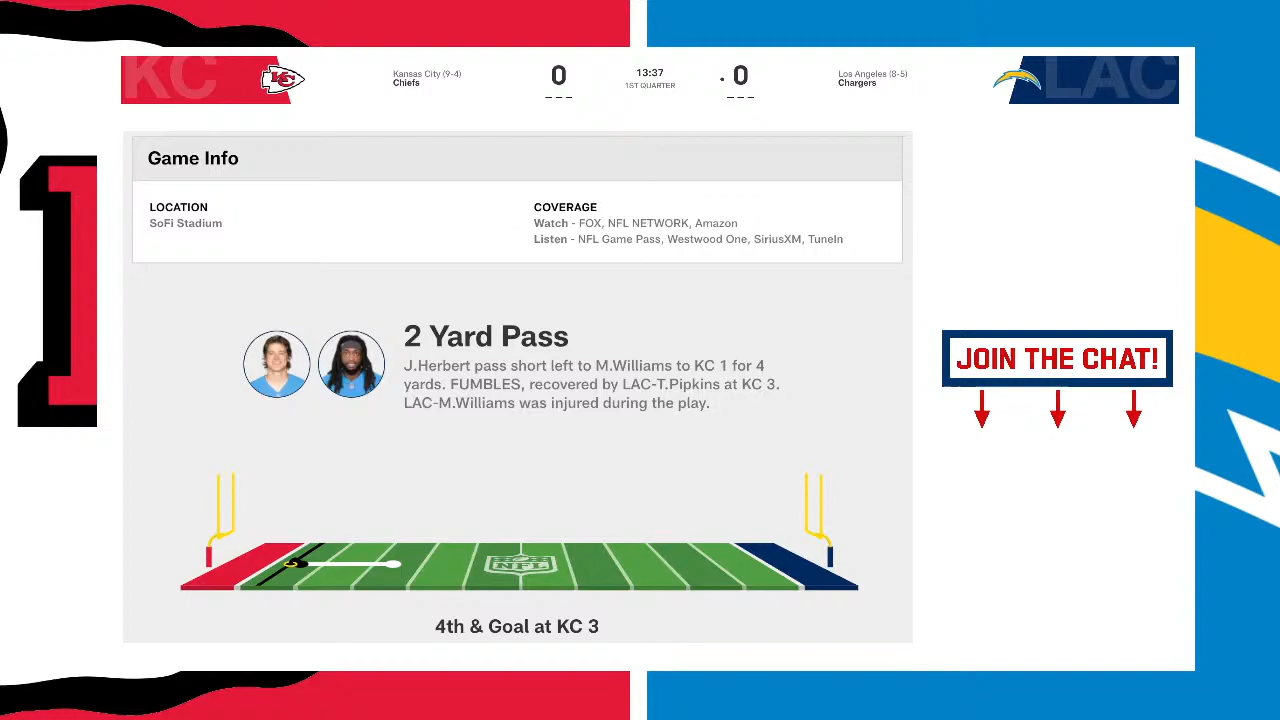 KC
KC
Kansas City (9-4)
Chiefs
0
13:37
1ST QUARTER
0
Los Angeles (8-5)
Chargers
LAC
Game Info
LOCATION
SoFi Stadium
COVERAGE
Watch - FOX, NFL NETWORK, Amazon
Listen - NFL Game Pass, Westwood One, SiriusXM, TuneIn
2 Yard Pass
J.Herbert pass short left to M.Williams to KC 1 for 4
yards. FUMBLES, recovered by LAC-T.Pipkins at KC 3.
LAC-M.Williams was injured during the play.
JOIN THE CHAT!
NFL
4th & Goal at KC 3